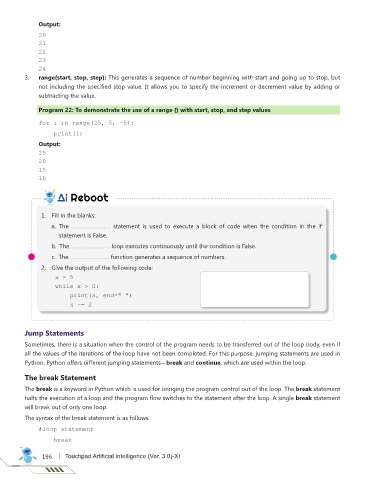 Output:
20
21
22
23
24
3. range(start, stop, step): This generates a sequence of number beginning with start and going up to stop, but
not including the specified stop value. It allows you to specify the increment or decrement value by adding or
subtracting the value.
Program 22: To demonstrate the use of a range () with start, stop, and step values
for i in range(25, 5, -5):
print(i)
Output:
25
20
15
10
Ai Reboot
1. Fill in the blanks:
a. The ........................ statement is used to execute a block of code when the condition in the if
statement is False.
b. The ........................ loop executes continuously until the condition is False.
c. The ........................ function generates a sequence of numbers.
2. Give the output of the following code:
s = 5
while s > 0:
print(s, end=" ")
s -= 2
Jump Statements
Sometimes, there is a situation when the control of the program needs to be transferred out of the loop body, even if
all the values of the iterations of the loop have not been completed. For this purpose, jumping statements are used in
Python. Python offers different jumping statements—break and continue, which are used within the loop.
The break Statement
The break is a keyword in Python which is used for bringing the program control out of the loop. The break statement
halts the execution of a loop and the program flow switches to the statement after the loop. A single break statement
will break out of only one loop.
The syntax of the break statement is as follows:
#loop statement
break
196 | Touchpad Artificial Intelligence (Ver. 3.0)-XI